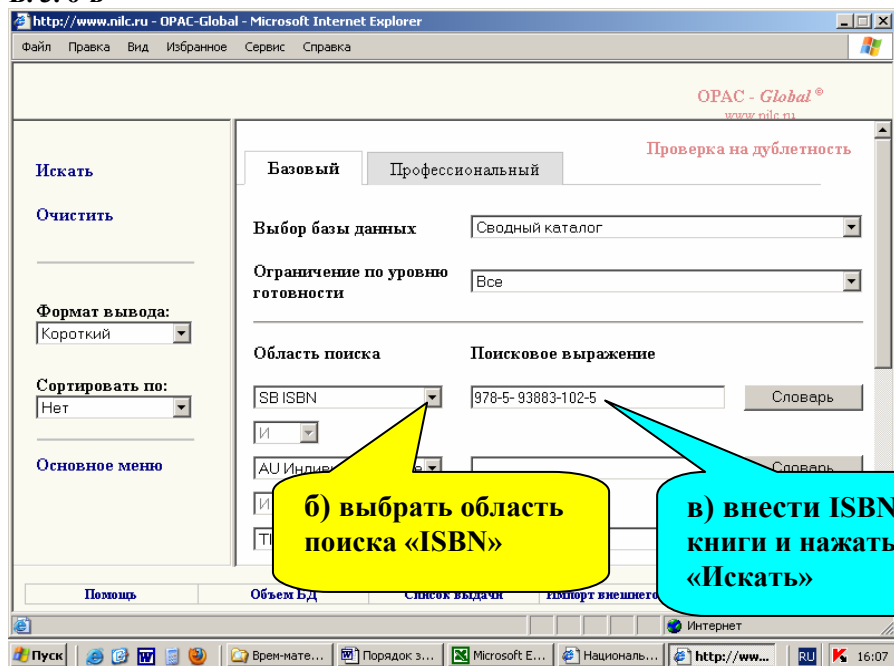 http://www.nilc.ru - OPAC-Global - Microsoft Internet Explorer
Файл Правка Вид Избранное Сервис Справка
OPAC - Global ®
www.nilc.ru
Проверка на дублетность
Искать
Базовый Профессиональный
Очистить
Выбор базы данных Сводный каталог
Ограничение по уровню
готовности
Все
Формат вывода:
Короткий
Область поиска Поисковое выражение
Сортировать по:
Нет
SB ISBN 978-5- 93883-102-5 Словарь
И
Основное меню
AU Словарь
И
б) выбрать область
поиска «ISBN»
в) внести ISBN
книги и нажать
«Искать»
Помощь Объем БД Список выдачи Импорт внешнего
Интернет
Пуск Врем-мате... Порядок з... Microsoft E... Националь... http://ww... RU 16:07